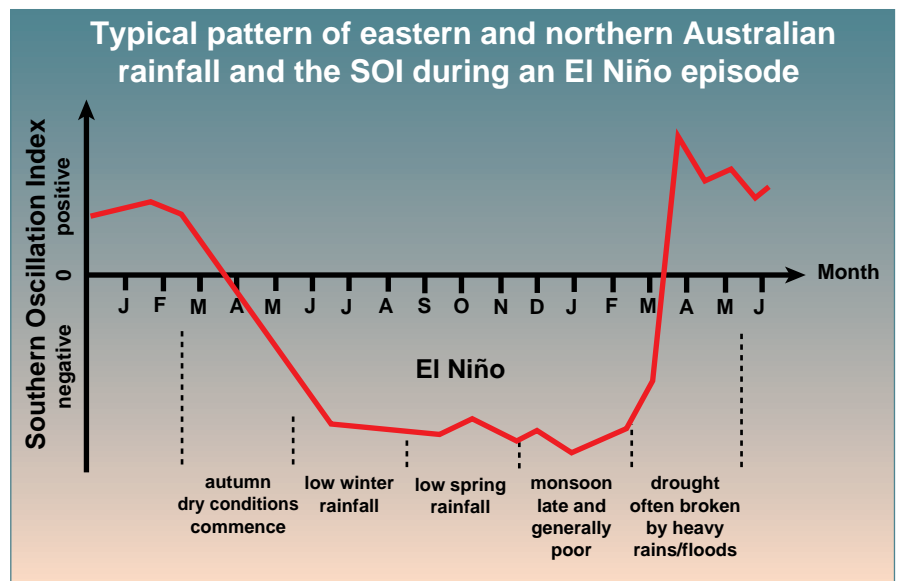 Typical pattern of eastern and northern Australian
rainfall and the SOI during an El Niño episode
Southern Oscillation Index
positive
0
negative
Month
J F M A M J J A S O N D J F M A M J
El Niño
autumn
dry conditions
commence
low winter
rainfall
low spring
rainfall
monsoon
late and
generally
poor
drought
often broken
by heavy
rains/floods